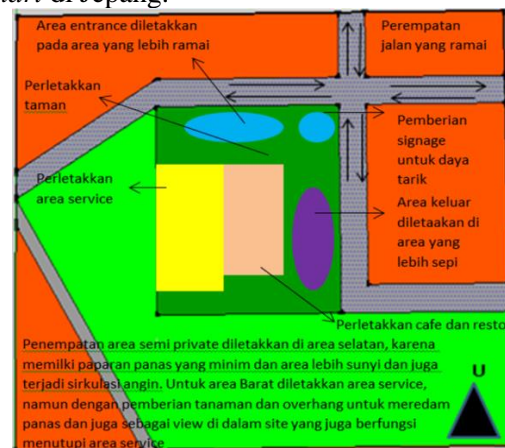 art di Jepang.
Area entrance diletakkan
pada area yang lebih ramai
Perempatan
jalan yang ramai
Perletakkan
taman
Pemberian
signage
untuk daya
tarik
Perletakkan
area service
Area keluar
diletaakan di
area yang
lebih sepi
Perletakkan cafe dan resto
Penempatan area semi private diletakkan di area selatan, karena
memilki paparan panas yang minim dan area lebih sunyi dan juga
terjadi sirkulasi angin. Untuk area Barat diletakkan area service,
namun dengan pemberian tanaman dan overhang untuk meredam
panas dan juga sebagai view di dalam site yang juga berfungsi
menutupi area service
U